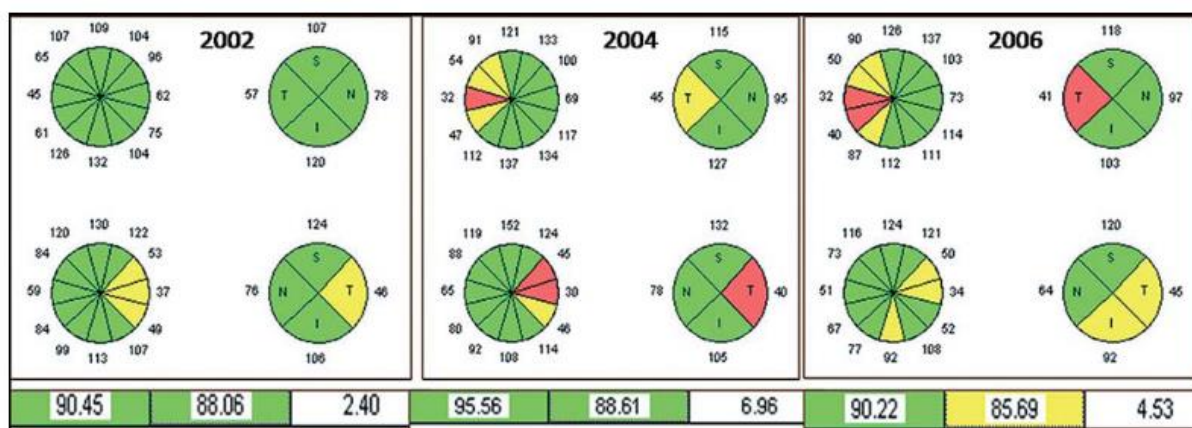 2002
109
107 104
65 96
45 62
61 75
126 104
132
107
S
57 T N 78
I
120
130
120 122
84 53
59 37
84 49
99 107
113
124
S
76 N T 46
I
106
90.45 88.06 2.40
2004
121
91 133
54 100
32 69
47 117
112 134
137
115
S
45 T N 95
I
127
152
119 124
88 45
65 30
80 46
92 114
108
132
S
78 N T 40
I
105
95.56 88.61 6.96
2006
126
90 137
50 103
32 73
40 114
87 111
112
118
S
41 T N 97
I
103
124
116 121
73 50
51 34
67 52
77 108
92
120
S
64 N T 45
I
92
90.22 85.69 4.53